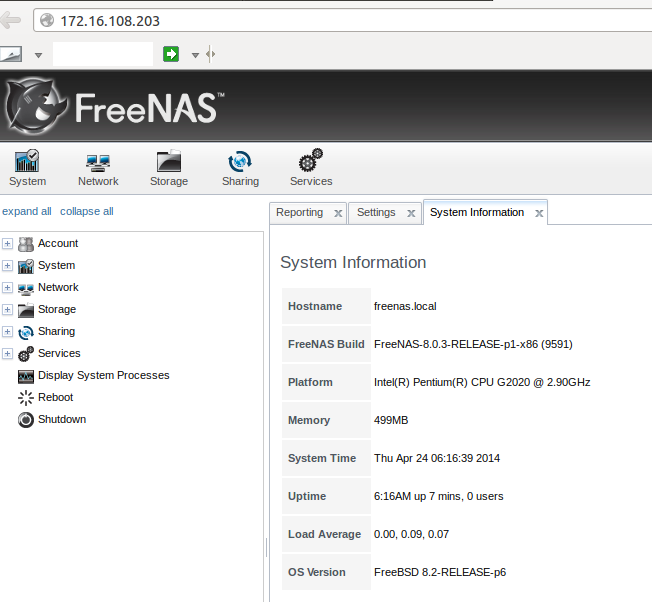 172.16.108.203
FreeNAS™
System Network Storage Sharing Services
expand all collapse all
Account
System
Network
Storage
Sharing
Services
Display System Processes
Reboot
Shutdown
Reporting x Settings x System Information x
System Information
Hostname freenas.local
FreeNAS Build FreeNAS-8.0.3-RELEASE-p1-x86 (9591)
Platform Intel(R) Pentium(R) CPU G2020 @ 2.90GHz
Memory 499MB
System Time Thu Apr 24 06:16:39 2014
Uptime 6:16AM up 7 mins, 0 users
Load Average 0.00, 0.09, 0.07
OS Version FreeBSD 8.2-RELEASE-p6